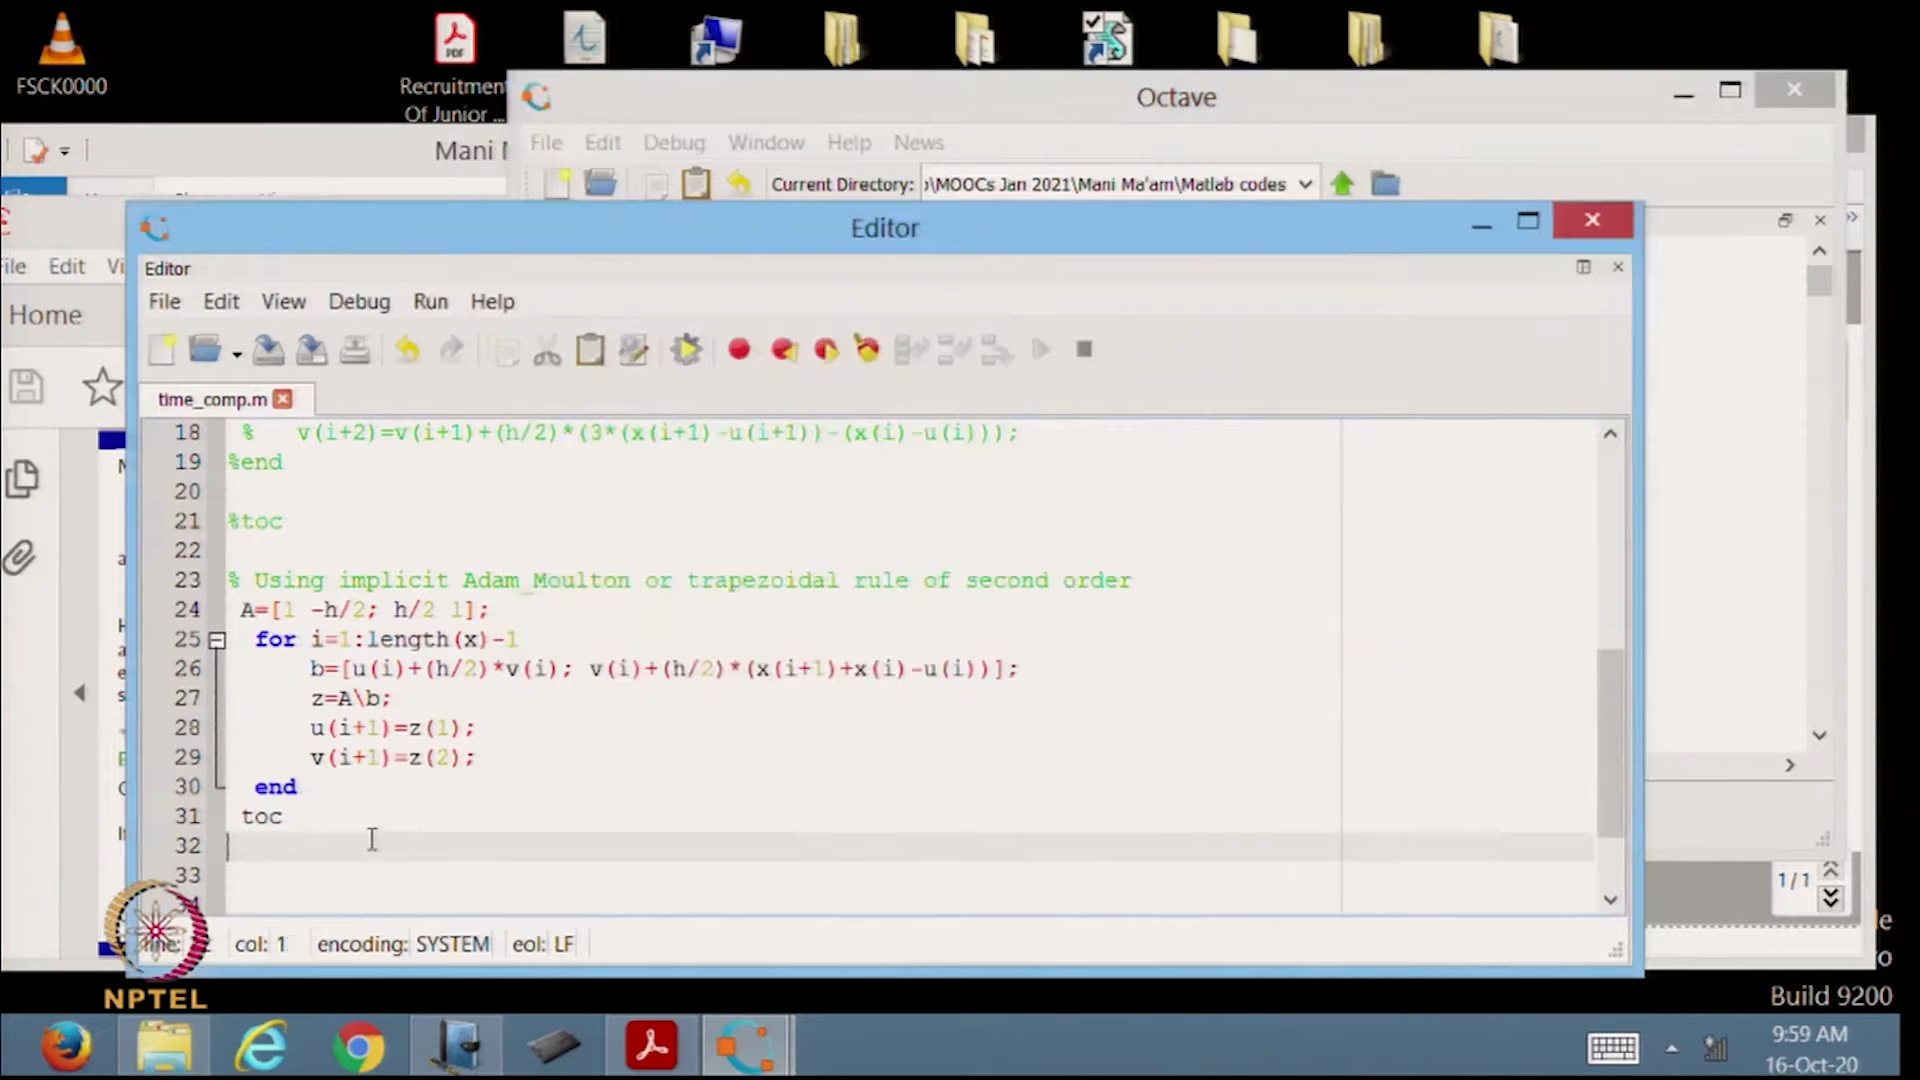 FSCK0000
Recruitment
Of Junior ...
Octave
Mani
File Edit Debug Window Help News
Current Directory: \MOOCs Jan 2021\Mani Ma'am\Matlab codes
Edit
Home
Editor
Editor
File Edit View Debug Run Help
time_comp.m
18 % v(i+2)=v(i+1)+(h/2)*(3*(x(i+1)-u(i+1))-(x(i)-u(i)));
19 %end
20
21 %toc
22
23 % Using implicit Adam_Moulton or trapezoidal rule of second order
24 A=[1 -h/2; h/2 1];
25 for i=1:length(x)-1
26 b=[u(i)+(h/2)*v(i); v(i)+(h/2)*(x(i+1)+x(i)-u(i))];
27 z=A\b;
28 u(i+1)=z(1);
29 v(i+1)=z(2);
30 end
31 toc
32
33
1/1
line: col: 1 encoding: SYSTEM eol: LF
NPTEL
Build 9200
9:59 AM
16-Oct-20